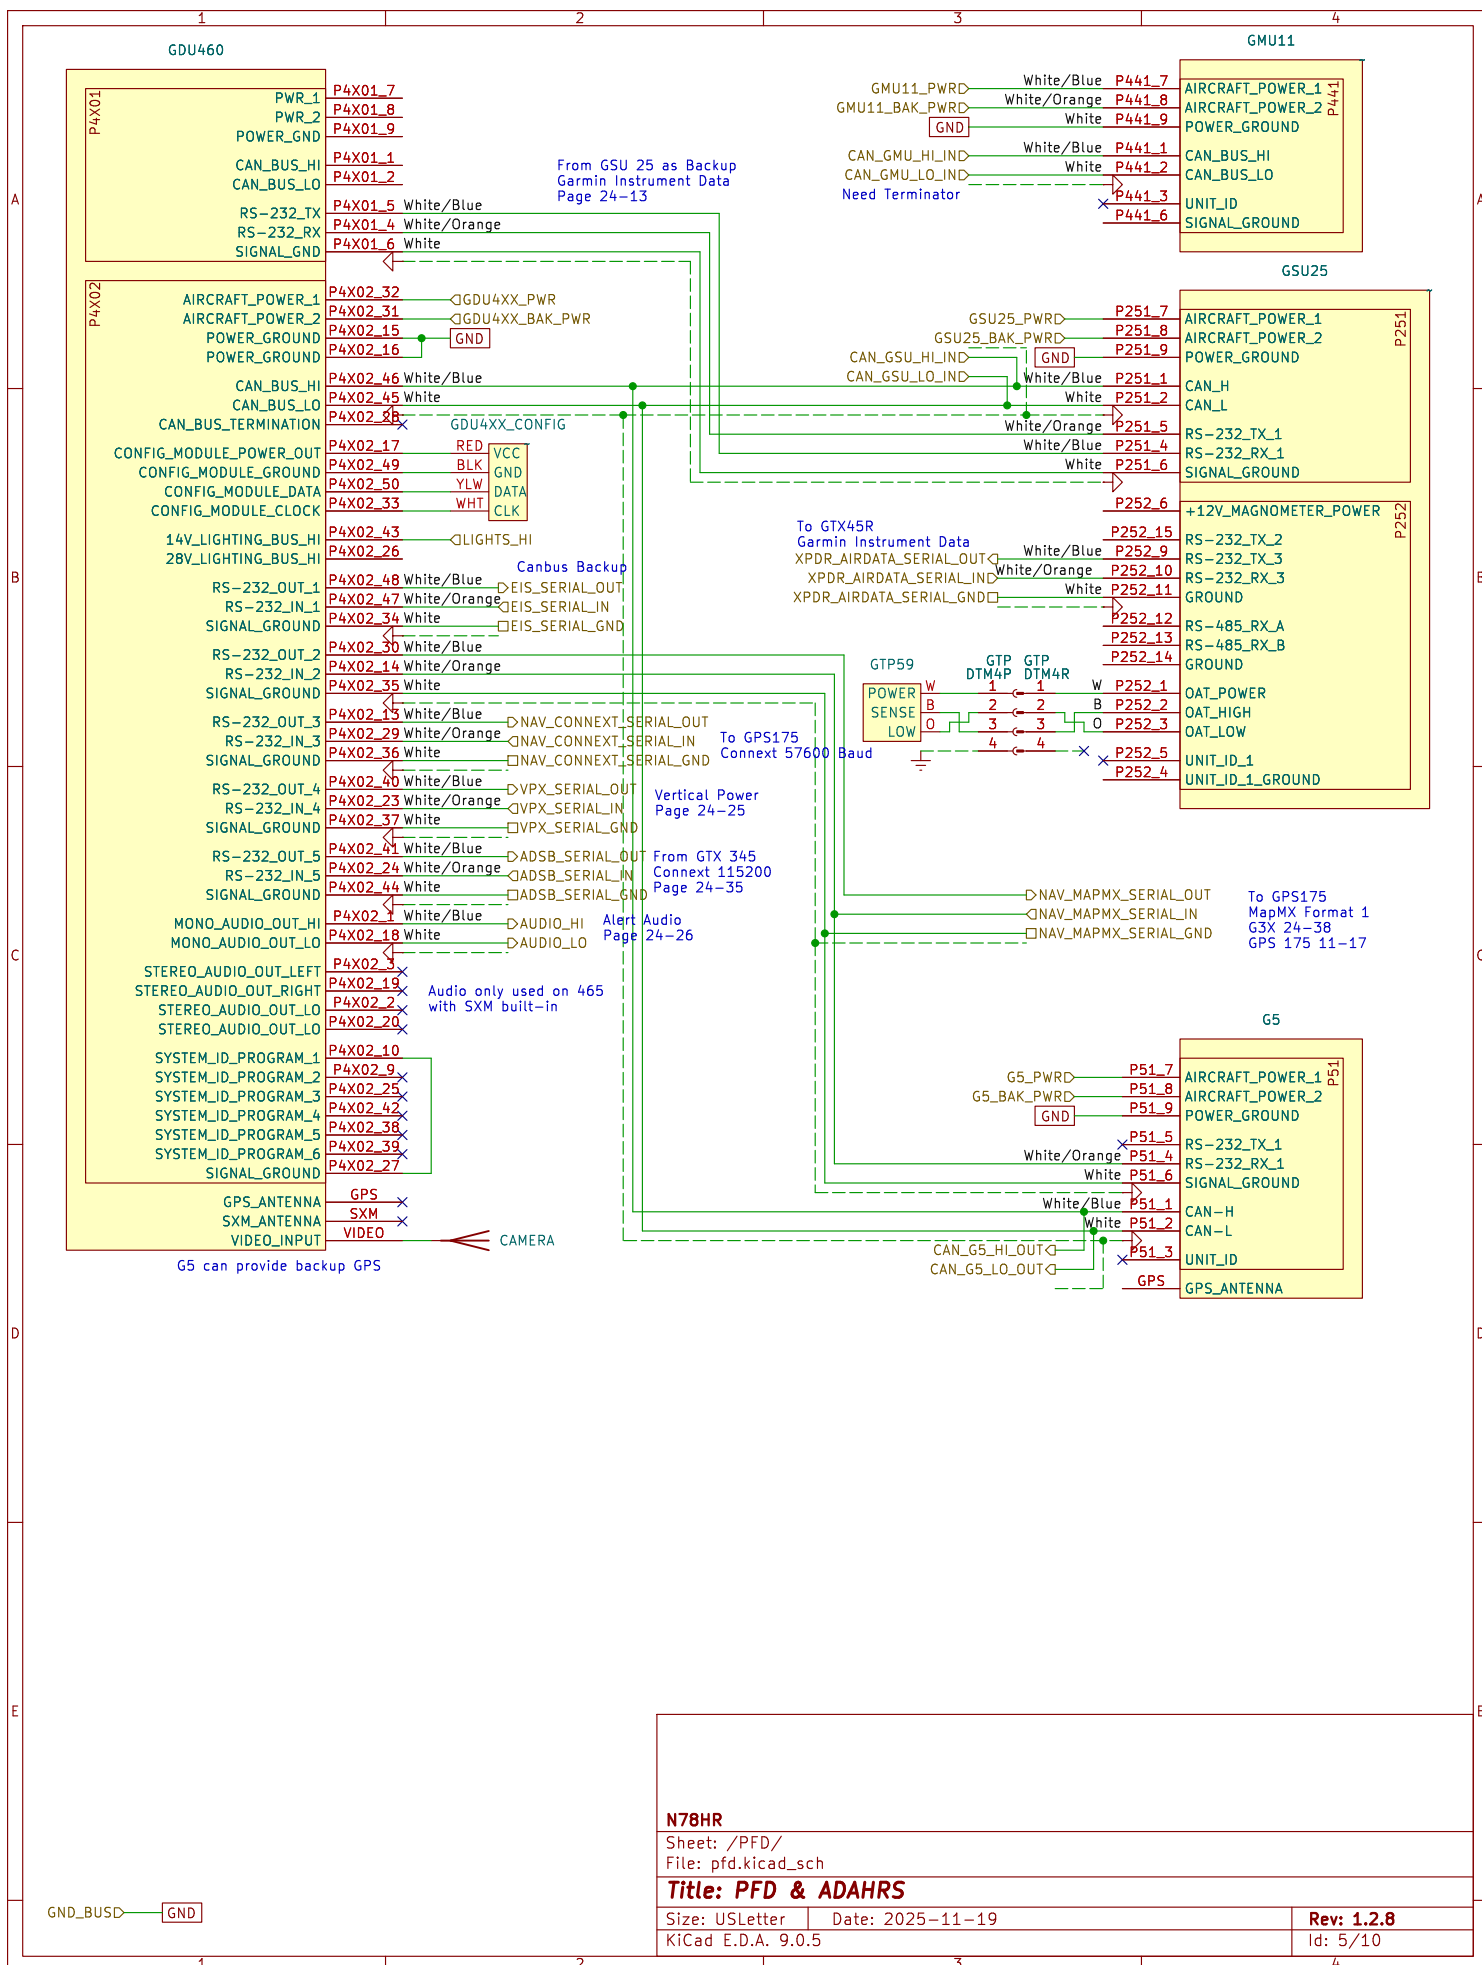 1 2 3 4
GDU460
P4X01
PWR_1 P4X01_7
PWR_2 P4X01_8
POWER_GND P4X01_9
CAN_BUS_HI P4X01_1
CAN_BUS_LO P4X01_2
RS-232_TX P4X01_5 White/Blue
RS-232_RX P4X01_4 White/Orange
SIGNAL_GND P4X01_6 White
From GSU 25 as Backup
Garmin Instrument Data
Page 24-13
P4X02
AIRCRAFT_POWER_1 P4X02_32 GDU4XX_PWR
AIRCRAFT_POWER_2 P4X02_31 GDU4XX_BAK_PWR
POWER_GROUND P4X02_15 GND
POWER_GROUND P4X02_16
CAN_BUS_HI P4X02_46 White/Blue
CAN_BUS_LO P4X02_45 White
CAN_BUS_TERMINATION P4X02_28
GDU4XX_CONFIG
CONFIG_MODULE_POWER_OUT P4X02_17 RED VCC
CONFIG_MODULE_GROUND P4X02_49 BLK GND
CONFIG_MODULE_DATA P4X02_50 YLW DATA
CONFIG_MODULE_CLOCK P4X02_33 WHT CLK
14V_LIGHTING_BUS_HI P4X02_43 LIGHTS_HI
28V_LIGHTING_BUS_HI P4X02_26
Canbus Backup
RS-232_OUT_1 P4X02_48 White/Blue EIS_SERIAL_OUT
RS-232_IN_1 P4X02_47 White/Orange EIS_SERIAL_IN
SIGNAL_GROUND P4X02_34 White EIS_SERIAL_GND
RS-232_OUT_2 P4X02_30 White/Blue
RS-232_IN_2 P4X02_14 White/Orange
SIGNAL_GROUND P4X02_35 White
RS-232_OUT_3 P4X02_13 White/Blue NAV_CONNEXT_SERIAL_OUT
RS-232_IN_3 P4X02_29 White/Orange NAV_CONNEXT_SERIAL_IN
SIGNAL_GROUND P4X02_36 White NAV_CONNEXT_SERIAL_GND
To GPS175
Connext 57600 Baud
RS-232_OUT_4 P4X02_40 White/Blue VPX_SERIAL_OUT
RS-232_IN_4 P4X02_23 White/Orange VPX_SERIAL_IN
SIGNAL_GROUND P4X02_37 White VPX_SERIAL_GND
Vertical Power
Page 24-25
RS-232_OUT_5 P4X02_41 White/Blue ADSB_SERIAL_OUT
RS-232_IN_5 P4X02_24 White/Orange ADSB_SERIAL_IN
SIGNAL_GROUND P4X02_44 White ADSB_SERIAL_GND
From GTX 345
Connext 115200
Page 24-35
MONO_AUDIO_OUT_HI P4X02_1 White/Blue AUDIO_HI
MONO_AUDIO_OUT_LO P4X02_18 White AUDIO_LO
Alert Audio
Page 24-26
STEREO_AUDIO_OUT_LEFT P4X02_3
STEREO_AUDIO_OUT_RIGHT P4X02_19
STEREO_AUDIO_OUT_LO P4X02_2
STEREO_AUDIO_OUT_LO P4X02_20
Audio only used on 465
with SXM built-in
SYSTEM_ID_PROGRAM_1 P4X02_10
SYSTEM_ID_PROGRAM_2 P4X02_9
SYSTEM_ID_PROGRAM_3 P4X02_25
SYSTEM_ID_PROGRAM_4 P4X02_42
SYSTEM_ID_PROGRAM_5 P4X02_38
SYSTEM_ID_PROGRAM_6 P4X02_39
SIGNAL_GROUND P4X02_27
GPS_ANTENNA GPS
SXM_ANTENNA SXM
VIDEO_INPUT VIDEO CAMERA
G5 can provide backup GPS
GMU11
P441
GMU11_PWR White/Blue P441_7 AIRCRAFT_POWER_1
GMU11_BAK_PWR White/Orange P441_8 AIRCRAFT_POWER_2
GND White P441_9 POWER_GROUND
CAN_GMU_HI_IN White/Blue P441_1 CAN_BUS_HI
CAN_GMU_LO_IN White P441_2 CAN_BUS_LO
Need Terminator
P441_3 UNIT_ID
P441_6 SIGNAL_GROUND
GSU25
P251
GSU25_PWR P251_7 AIRCRAFT_POWER_1
GSU25_BAK_PWR P251_8 AIRCRAFT_POWER_2
CAN_GSU_HI_IN GND P251_9 POWER_GROUND
CAN_GSU_LO_IN
White/Blue P251_1 CAN_H
White P251_2 CAN_L
White/Orange P251_5 RS-232_TX_1
White/Blue P251_4 RS-232_RX_1
White P251_6 SIGNAL_GROUND
P252
P252_6 +12V_MAGNOMETER_POWER
To GTX45R
Garmin Instrument Data
P252_15 RS-232_TX_2
XPDR_AIRDATA_SERIAL_OUT White/Blue P252_9 RS-232_TX_3
XPDR_AIRDATA_SERIAL_IN White/Orange P252_10 RS-232_RX_3
XPDR_AIRDATA_SERIAL_GND White P252_11 GROUND
P252_12 RS-485_RX_A
P252_13 RS-485_RX_B
P252_14 GROUND
GTP59 GTP GTP
DTM4P DTM4R
POWER W 1 1 W P252_1 OAT_POWER
SENSE B 2 2 B P252_2 OAT_HIGH
LOW O 3 3 O P252_3 OAT_LOW
4 4
P252_5 UNIT_ID_1
P252_4 UNIT_ID_1_GROUND
NAV_MAPMX_SERIAL_OUT
NAV_MAPMX_SERIAL_IN
NAV_MAPMX_SERIAL_GND
To GPS175
MapMX Format 1
G3X 24-38
GPS 175 11-17
G5
P51
G5_PWR P51_7 AIRCRAFT_POWER_1
G5_BAK_PWR P51_8 AIRCRAFT_POWER_2
GND P51_9 POWER_GROUND
P51_5 RS-232_TX_1
White/Orange P51_4 RS-232_RX_1
White P51_6 SIGNAL_GROUND
White/Blue P51_1 CAN-H
White P51_2 CAN-L
CAN_G5_HI_OUT
P51_3 UNIT_ID
CAN_G5_LO_OUT
GPS GPS_ANTENNA
A A
B B
C C
D D
E E
N78HR
Sheet: /PFD/
File: pfd.kicad_sch
Title: PFD & ADAHRS
Size: USLetter Date: 2025-11-19 Rev: 1.2.8
KiCad E.D.A. 9.0.5 Id: 5/10
GND_BUS GND
1 2 3 4